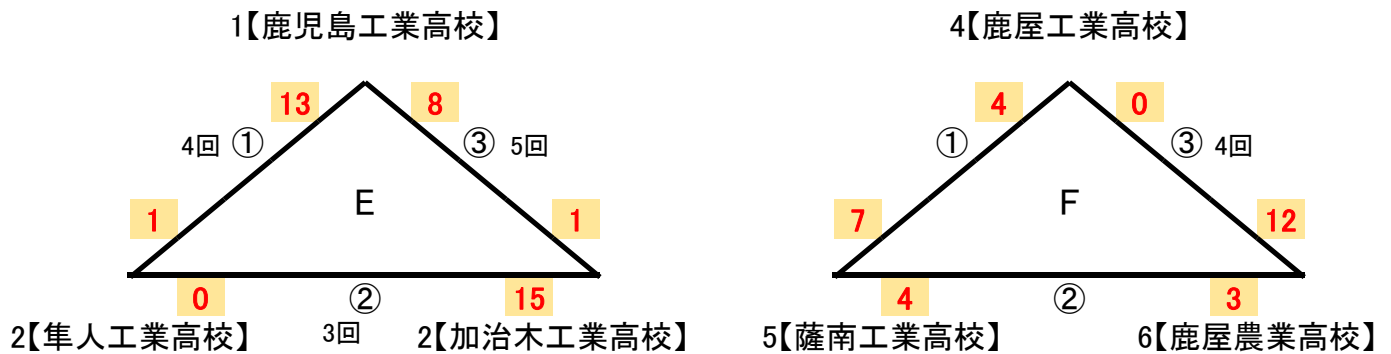 1【鹿児島工業高校】 4【鹿屋工業高校】
13 8 4 0
4回 ① ③ 5回 ① ③ 4回
E F
1 1 7 12
0 ② 15 4 ② 3
2【隼人工業高校】 3回 2【加治木工業高校】 5【薩南工業高校】 6【鹿屋農業高校】